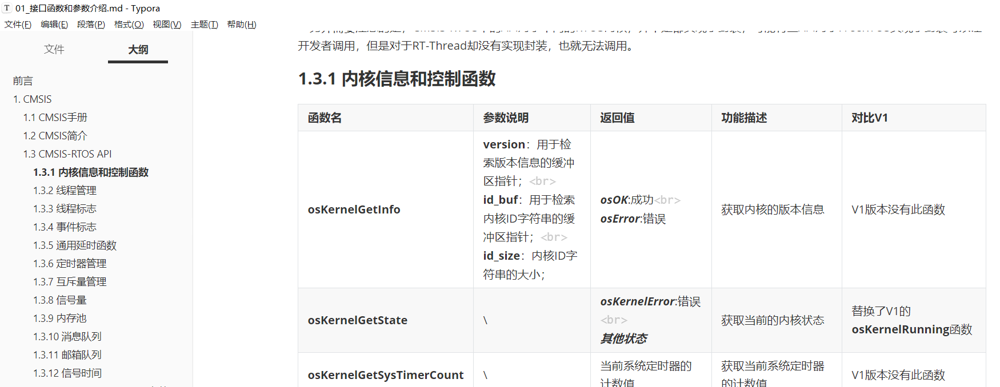 T 01_接口函数和参数介绍.md - Typora
文件(F) 编辑(E) 段落(P) 格式(O) 视图(V) 主题(T) 帮助(H)
文件 大纲
前言
1. CMSIS
1.1 CMSIS手册
1.2 CMSIS简介
1.3 CMSIS-RTOS API
1.3.1 内核信息和控制函数
1.3.2 线程管理
1.3.3 线程标志
1.3.4 事件标志
1.3.5 通用延时函数
1.3.6 定时器管理
1.3.7 互斥量管理
1.3.8 信号量
1.3.9 内存池
1.3.10 消息队列
1.3.11 邮箱队列
1.3.12 信号时间
开发者调用，但是对于RT-Thread却没有实现封装，也就无法调用。
1.3.1 内核信息和控制函数
函数名 参数说明 返回值 功能描述 对比V1
osKernelGetInfo
version：用于检
索版本信息的缓冲
区指针；<br>
id_buf：用于检索
内核ID字符串的缓
冲区指针；<br>
id_size：内核ID字
符串的大小；
osOK:成功<br>
osError:错误
获取内核的版本信息
V1版本没有此函数
osKernelGetState
\
osKernelError:错误
<br>
其他状态
获取当前的内核状态
替换了V1的
osKernelRunning函数
osKernelGetSysTimerCount
\
当前系统定时器的
计数值
获取当前系统定时器
的计数值
V1版本没有此函数